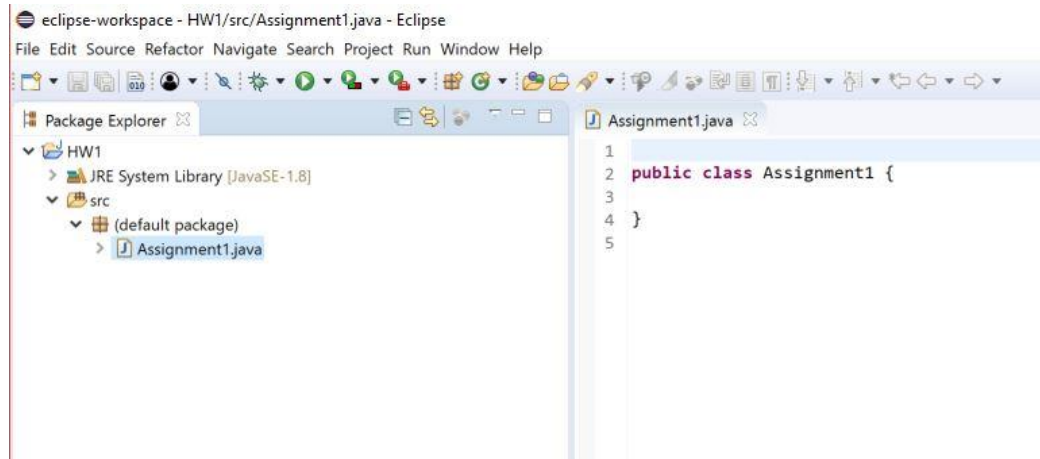 eclipse-workspace - HW1/src/Assignment1.java - Eclipse
File Edit Source Refactor Navigate Search Project Run Window Help
010
Package Explorer
HW1
JRE System Library [JavaSE-1.8]
src
(default package)
J Assignment1.java
J Assignment1.java
1
2 public class Assignment1 {
3
4 }
5